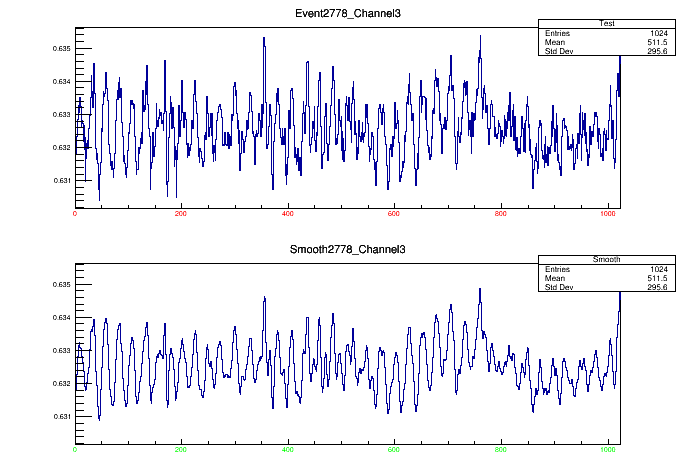 Event2778_Channel3
Test
Entries 1024
Mean 511.5
Std Dev 295.6
0.635
0.634
0.633
0.632
0.631
0 200 400 600 800 1000
Smooth2778_Channel3
Smooth
Entries 1024
Mean 511.5
Std Dev 295.6
0.635
0.634
0.633
0.632
0.631
0 200 400 600 800 1000